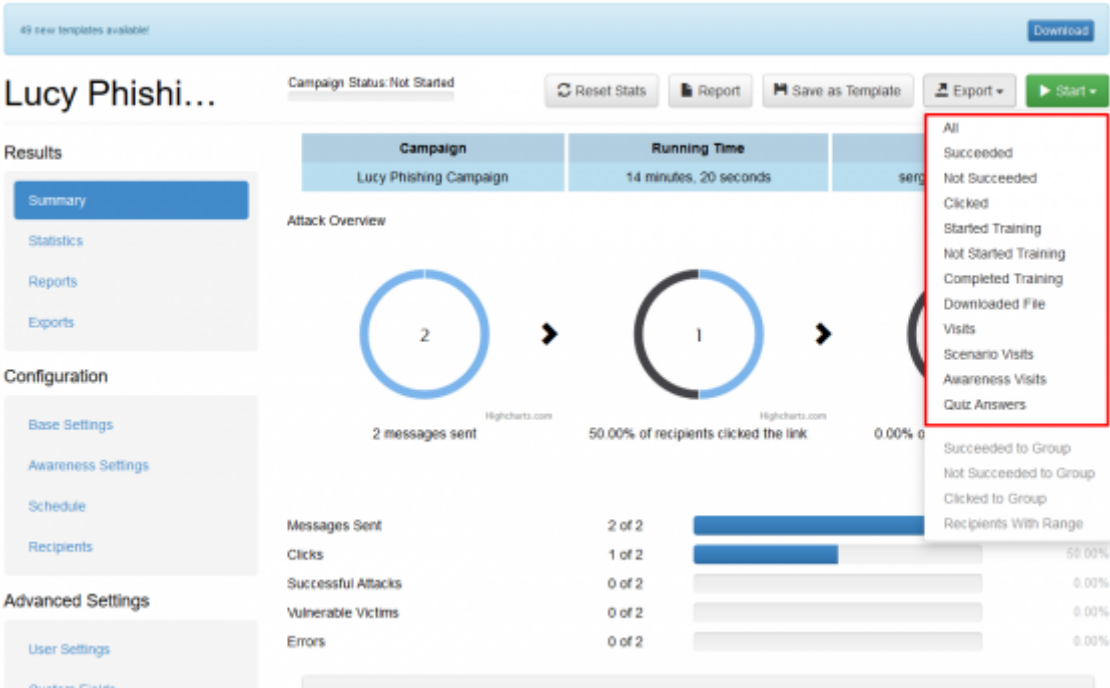 49 new templates available!
Download
Lucy Phishi...
Campaign Status: Not Started
Reset Stats
Report
Save as Template
Export
Start
Results
Summary
Statistics
Reports
Exports
Configuration
Base Settings
Awareness Settings
Schedule
Recipients
Advanced Settings
User Settings
Custom Fields
Campaign
Running Time
Lucy Phishing Campaign
14 minutes, 20 seconds
serg
Attack Overview
2
1
Highcharts.com
Highcharts.com
2 messages sent
50.00% of recipients clicked the link
0.00% o
All
Succeeded
Not Succeeded
Clicked
Started Training
Not Started Training
Completed Training
Downloaded File
Visits
Scenario Visits
Awareness Visits
Quiz Answers
Succeeded to Group
Not Succeeded to Group
Clicked to Group
Recipients With Range
Messages Sent 2 of 2
Clicks 1 of 2 50.00%
Successful Attacks 0 of 2 0.00%
Vulnerable Victims 0 of 2 0.00%
Errors 0 of 2 0.00%